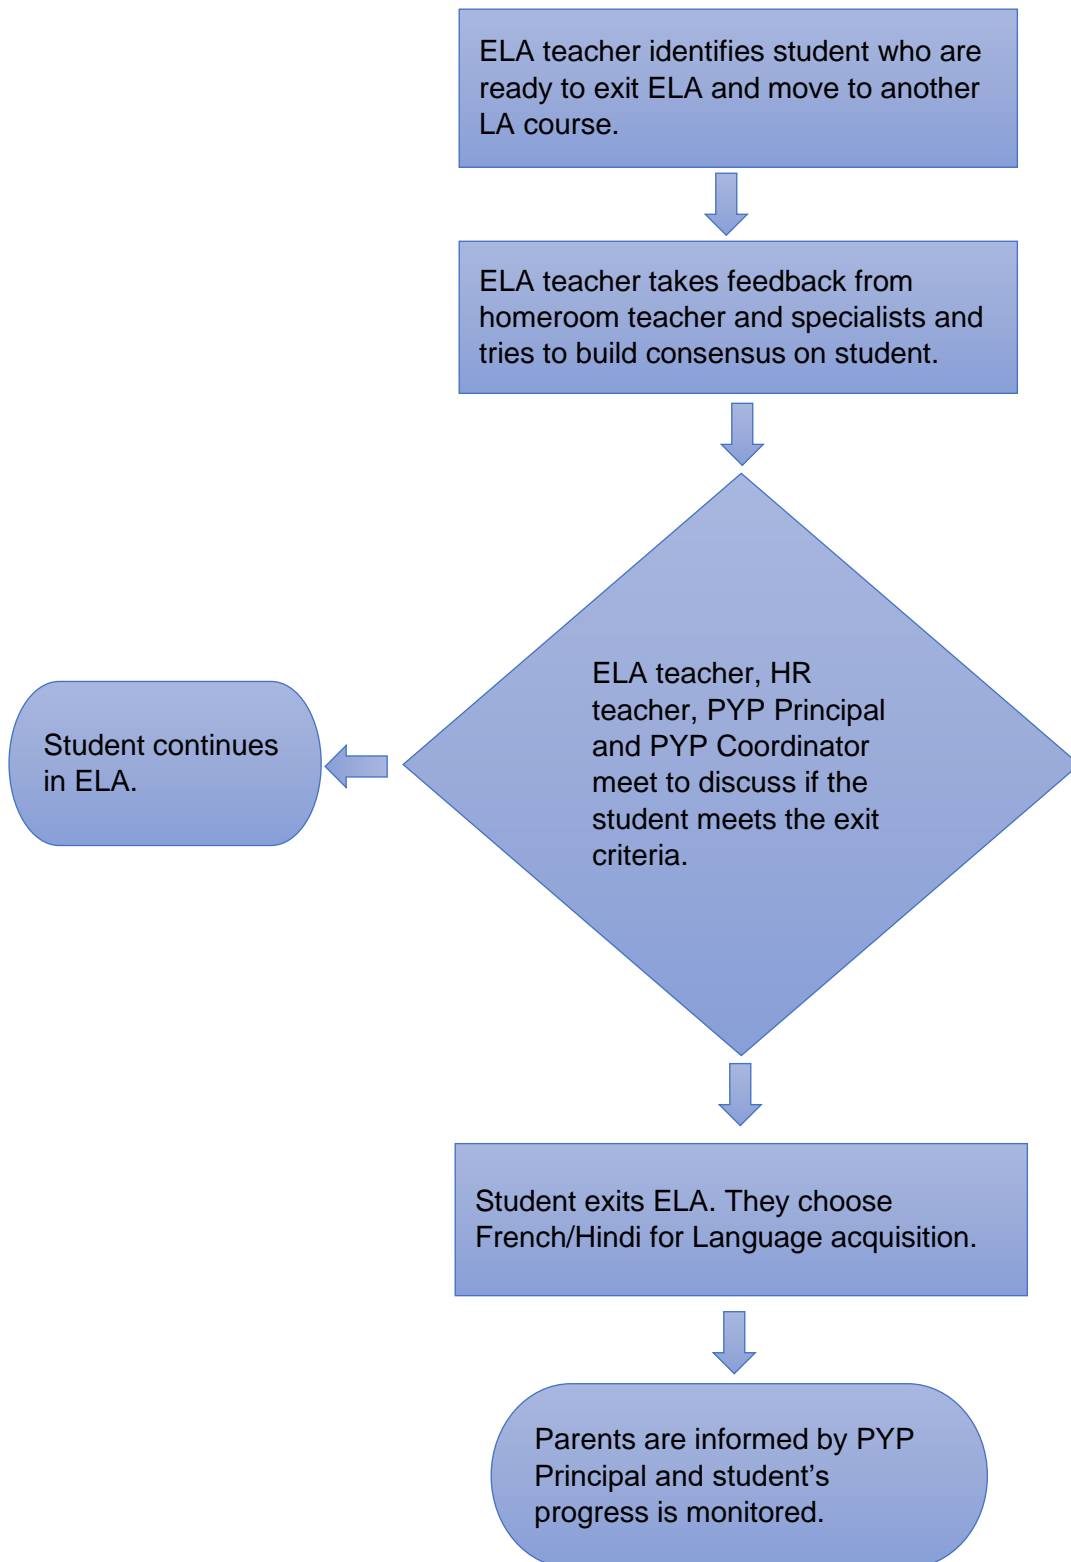 ELA teacher identifies student who are
ready to exit ELA and move to another
LA course.
ELA teacher takes feedback from
homeroom teacher and specialists and
tries to build consensus on student.
ELA teacher, HR
teacher, PYP Principal
and PYP Coordinator
meet to discuss if the
student meets the exit
criteria.
Student continues
in ELA.
Student exits ELA. They choose
French/Hindi for Language acquisition.
Parents are informed by PYP
Principal and student’s
progress is monitored.